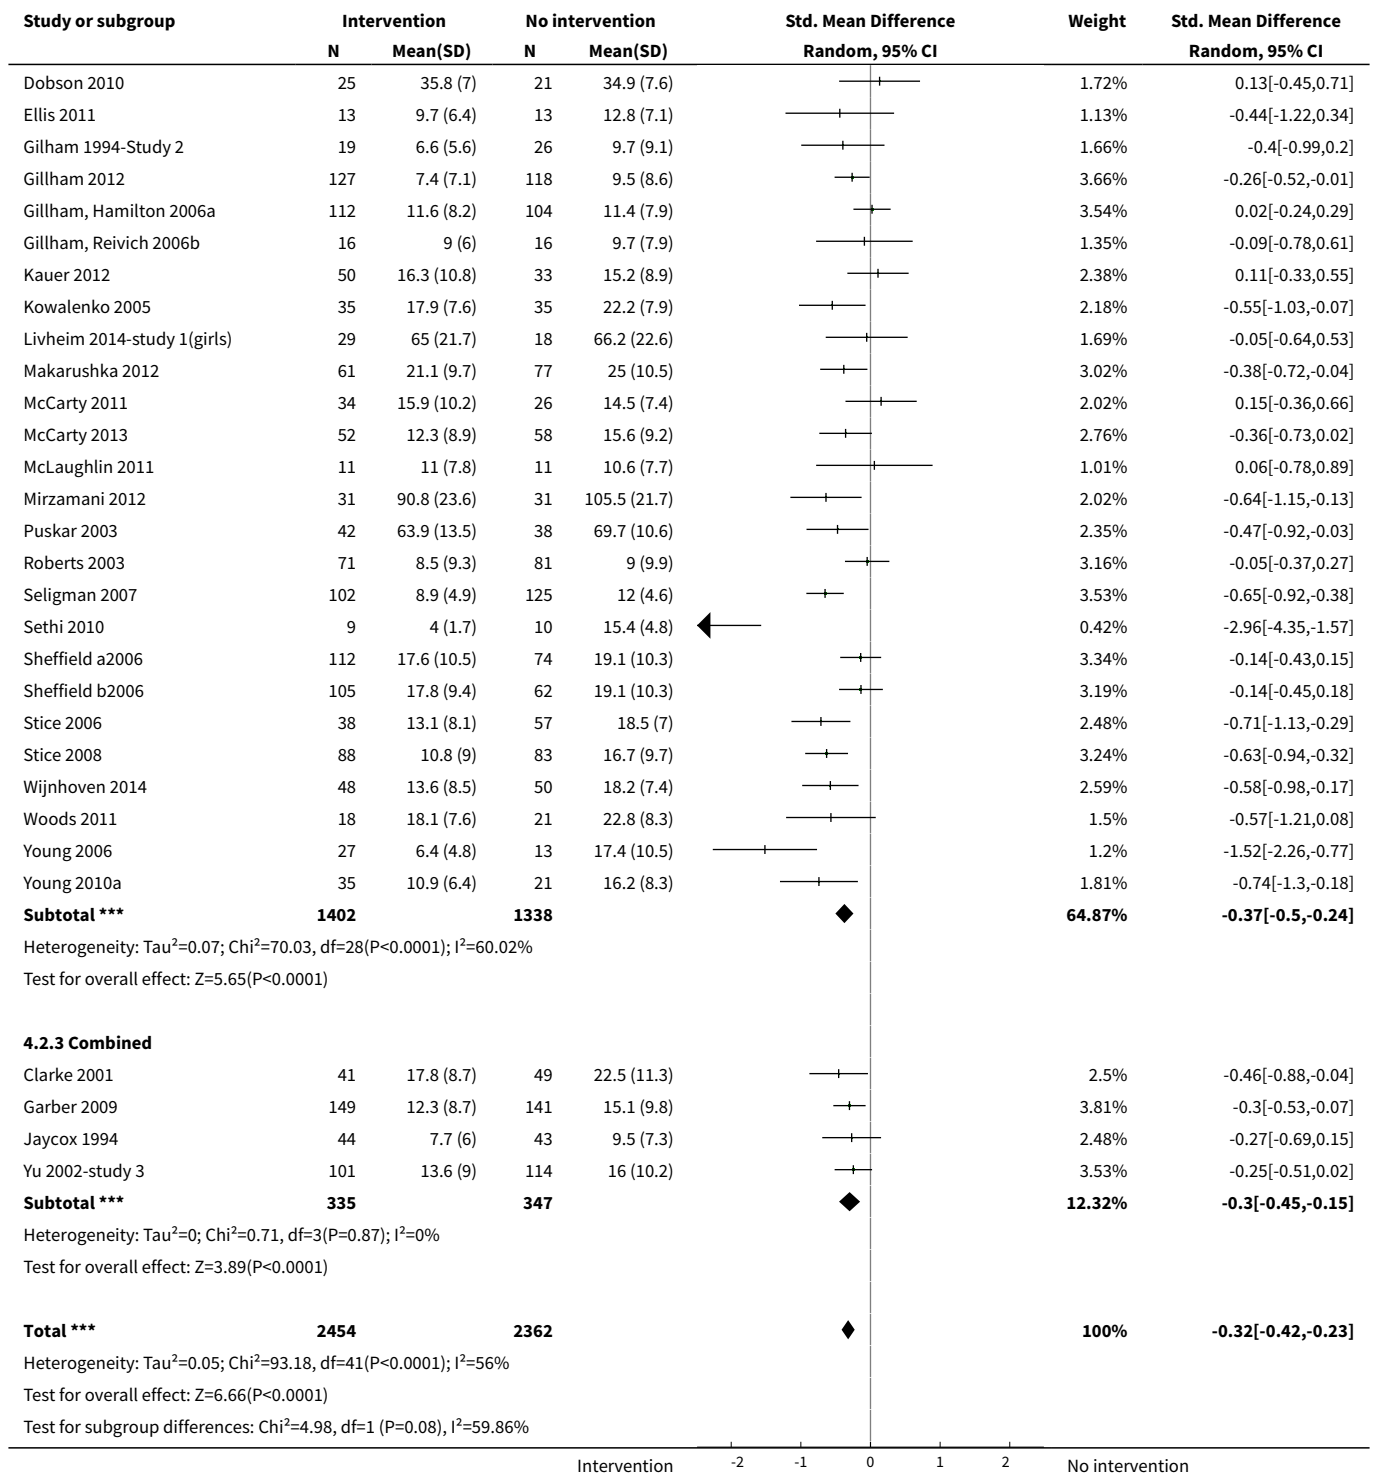 Study or subgroup Intervention No intervention Std. Mean Difference Weight Std. Mean Difference
N Mean(SD) N Mean(SD) Random, 95% CI Random, 95% CI
Dobson 2010 25 35.8 (7) 21 34.9 (7.6) 1.72% 0.13[-0.45,0.71]
Ellis 2011 13 9.7 (6.4) 13 12.8 (7.1) 1.13% -0.44[-1.22,0.34]
Gilham 1994-Study 2 19 6.6 (5.6) 26 9.7 (9.1) 1.66% -0.4[-0.99,0.2]
Gillham 2012 127 7.4 (7.1) 118 9.5 (8.6) 3.66% -0.26[-0.52,-0.01]
Gillham, Hamilton 2006a 112 11.6 (8.2) 104 11.4 (7.9) 3.54% 0.02[-0.24,0.29]
Gillham, Reivich 2006b 16 9 (6) 16 9.7 (7.9) 1.35% -0.09[-0.78,0.61]
Kauer 2012 50 16.3 (10.8) 33 15.2 (8.9) 2.38% 0.11[-0.33,0.55]
Kowalenko 2005 35 17.9 (7.6) 35 22.2 (7.9) 2.18% -0.55[-1.03,-0.07]
Livheim 2014-study 1(girls) 29 65 (21.7) 18 66.2 (22.6) 1.69% -0.05[-0.64,0.53]
Makarushka 2012 61 21.1 (9.7) 77 25 (10.5) 3.02% -0.38[-0.72,-0.04]
McCarty 2011 34 15.9 (10.2) 26 14.5 (7.4) 2.02% 0.15[-0.36,0.66]
McCarty 2013 52 12.3 (8.9) 58 15.6 (9.2) 2.76% -0.36[-0.73,0.02]
McLaughlin 2011 11 11 (7.8) 11 10.6 (7.7) 1.01% 0.06[-0.78,0.89]
Mirzamani 2012 31 90.8 (23.6) 31 105.5 (21.7) 2.02% -0.64[-1.15,-0.13]
Puskar 2003 42 63.9 (13.5) 38 69.7 (10.6) 2.35% -0.47[-0.92,-0.03]
Roberts 2003 71 8.5 (9.3) 81 9 (9.9) 3.16% -0.05[-0.37,0.27]
Seligman 2007 102 8.9 (4.9) 125 12 (4.6) 3.53% -0.65[-0.92,-0.38]
Sethi 2010 9 4 (1.7) 10 15.4 (4.8) 0.42% -2.96[-4.35,-1.57]
Sheffield a2006 112 17.6 (10.5) 74 19.1 (10.3) 3.34% -0.14[-0.43,0.15]
Sheffield b2006 105 17.8 (9.4) 62 19.1 (10.3) 3.19% -0.14[-0.45,0.18]
Stice 2006 38 13.1 (8.1) 57 18.5 (7) 2.48% -0.71[-1.13,-0.29]
Stice 2008 88 10.8 (9) 83 16.7 (9.7) 3.24% -0.63[-0.94,-0.32]
Wijnhoven 2014 48 13.6 (8.5) 50 18.2 (7.4) 2.59% -0.58[-0.98,-0.17]
Woods 2011 18 18.1 (7.6) 21 22.8 (8.3) 1.5% -0.57[-1.21,0.08]
Young 2006 27 6.4 (4.8) 13 17.4 (10.5) 1.2% -1.52[-2.26,-0.77]
Young 2010a 35 10.9 (6.4) 21 16.2 (8.3) 1.81% -0.74[-1.3,-0.18]
Subtotal *** 1402 1338 64.87% -0.37[-0.5,-0.24]
Heterogeneity: Tau²=0.07; Chi²=70.03, df=28(P<0.0001); I²=60.02%
Test for overall effect: Z=5.65(P<0.0001)
4.2.3 Combined
Clarke 2001 41 17.8 (8.7) 49 22.5 (11.3) 2.5% -0.46[-0.88,-0.04]
Garber 2009 149 12.3 (8.7) 141 15.1 (9.8) 3.81% -0.3[-0.53,-0.07]
Jaycox 1994 44 7.7 (6) 43 9.5 (7.3) 2.48% -0.27[-0.69,0.15]
Yu 2002-study 3 101 13.6 (9) 114 16 (10.2) 3.53% -0.25[-0.51,0.02]
Subtotal *** 335 347 12.32% -0.3[-0.45,-0.15]
Heterogeneity: Tau²=0; Chi²=0.71, df=3(P=0.87); I²=0%
Test for overall effect: Z=3.89(P<0.0001)
Total *** 2454 2362 100% -0.32[-0.42,-0.23]
Heterogeneity: Tau²=0.05; Chi²=93.18, df=41(P<0.0001); I²=56%
Test for overall effect: Z=6.66(P<0.0001)
Test for subgroup differences: Chi²=4.98, df=1 (P=0.08), I²=59.86%
Intervention -2 -1 0 1 2 No intervention